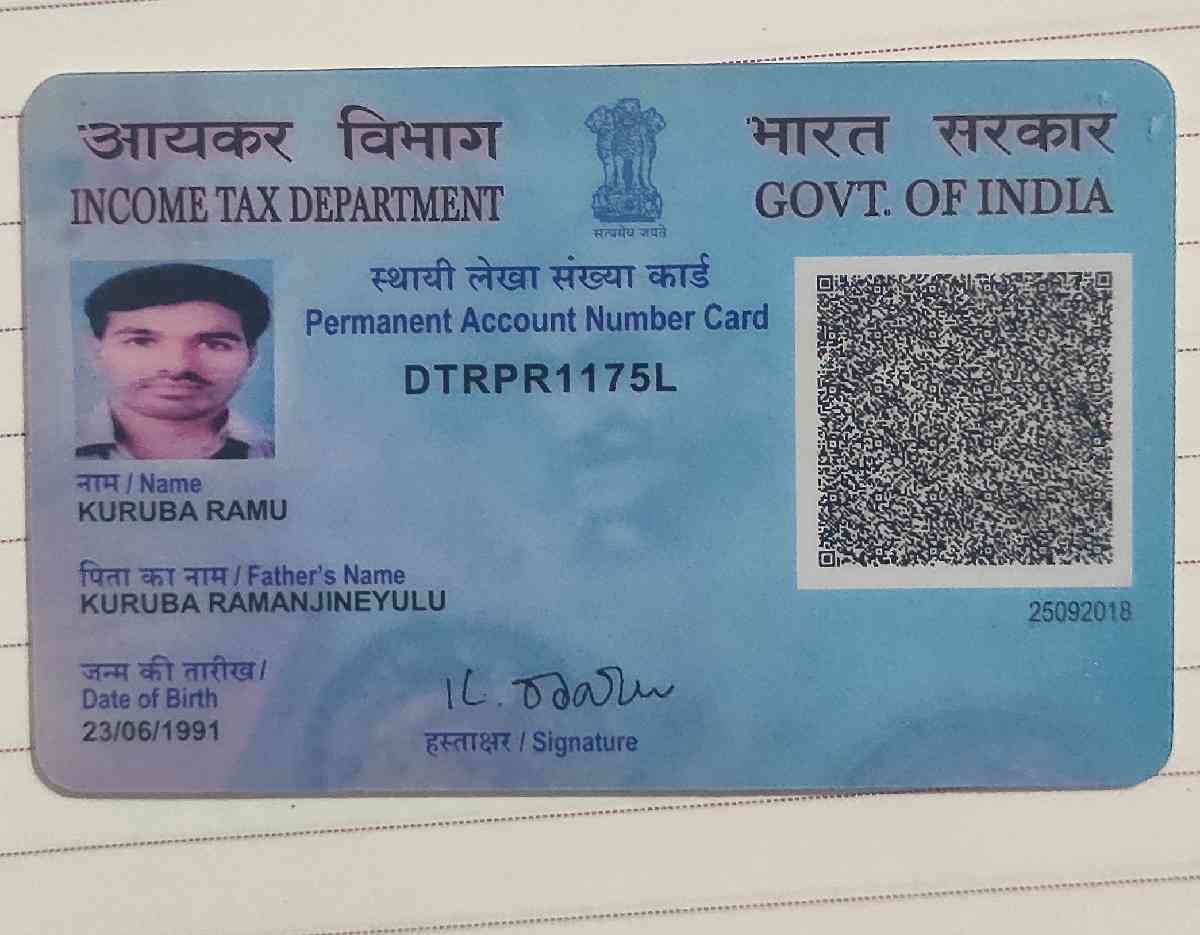 आयकर विभाग
INCOME TAX DEPARTMENT
सत्यमेव जयते
भारत सरकार
GOVT. OF INDIA
स्थायी लेखा संख्या कार्ड
Permanent Account Number Card
DTRPR1175L
नाम / Name
KURUBA RAMU
पिता का नाम / Father's Name
KURUBA RAMANJINEYULU
25092018
जन्म की तारीख /
Date of Birth
23/06/1991
हस्ताक्षर / Signature